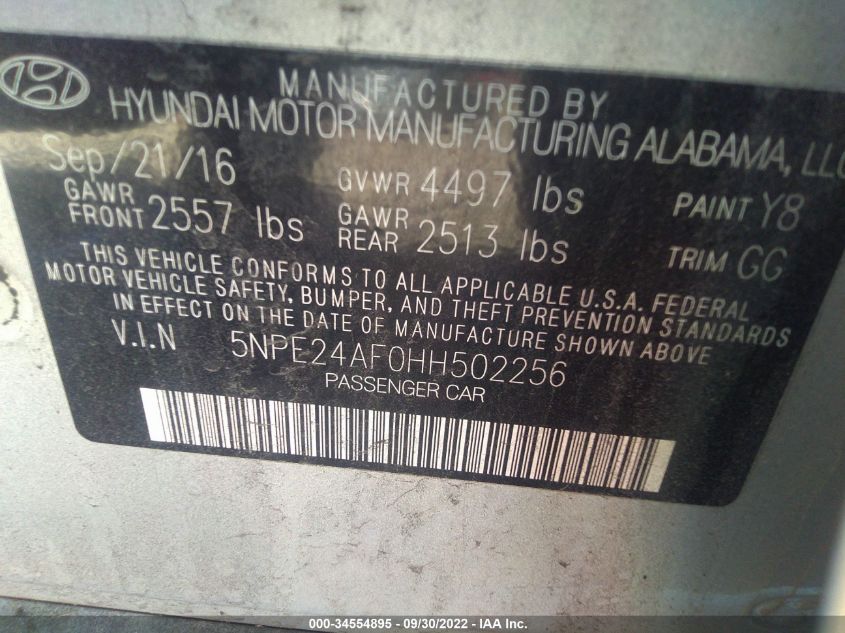 MANUFACTURED BY
HYUNDAI MOTOR MANUFACTURING ALABAMA, LLC
Sep/21/16 GVWR 4497 lbs PAINT Y8
GAWR FRONT 2557 lbs GAWR REAR 2513 lbs TRIM GG
THIS VEHICLE CONFORMS TO ALL APPLICABLE U.S.A. FEDERAL
MOTOR VEHICLE SAFETY, BUMPER, AND THEFT PREVENTION STANDARDS
IN EFFECT ON THE DATE OF MANUFACTURE SHOWN ABOVE
V.I.N 5NPE24AF0HH502256
PASSENGER CAR
000-34554895 - 09/30/2022 - IAA Inc.